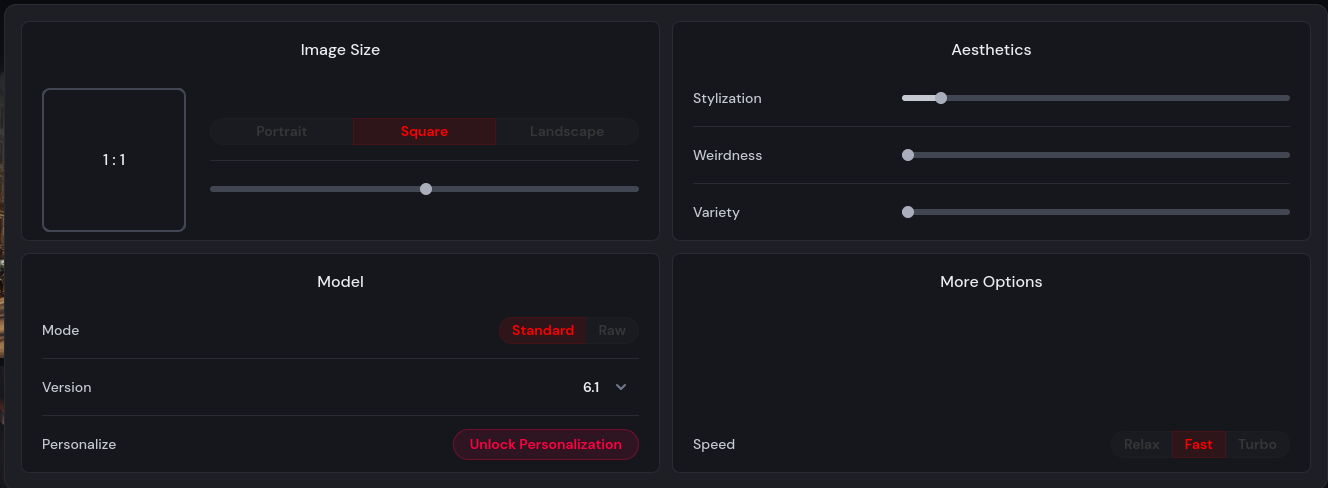 Image Size
1 : 1
Portrait
Square
Landscape
Aesthetics
Stylization
Weirdness
Variety
Model
Mode
Standard
Raw
Version
6.1
Personalize
Unlock Personalization
More Options
Speed
Relax
Fast
Turbo